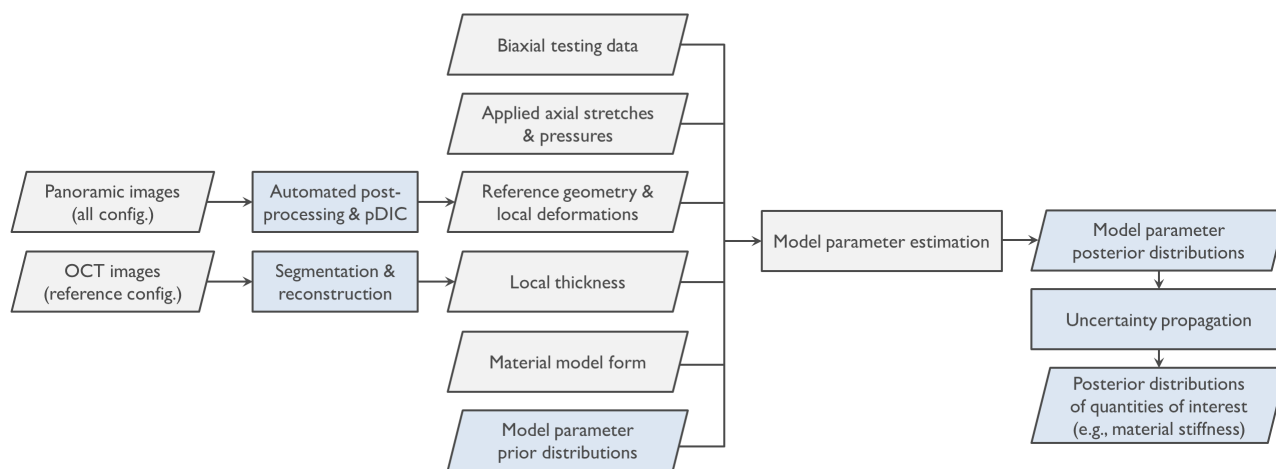 Biaxial testing data
Applied axial stretches
& pressures
Panoramic images
(all config.)
Automated post-
processing & pDIC
Reference geometry &
local deformations
OCT images
(reference config.)
Segmentation &
reconstruction
Local thickness
Material model form
Model parameter
prior distributions
Model parameter estimation
Model parameter
posterior distributions
Uncertainty propagation
Posterior distributions
of quantities of interest
(e.g., material stiffness)